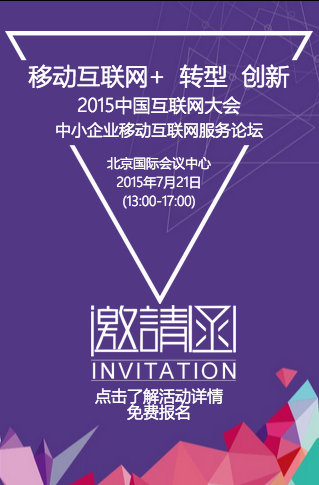 移动互联网+ 转型 创新
2015中国互联网大会
中小企业移动互联网服务论坛
北京国际会议中心
2015年7月21日
(13:00-17:00)
邀請函
INVITATION
点击了解活动详情
免费报名